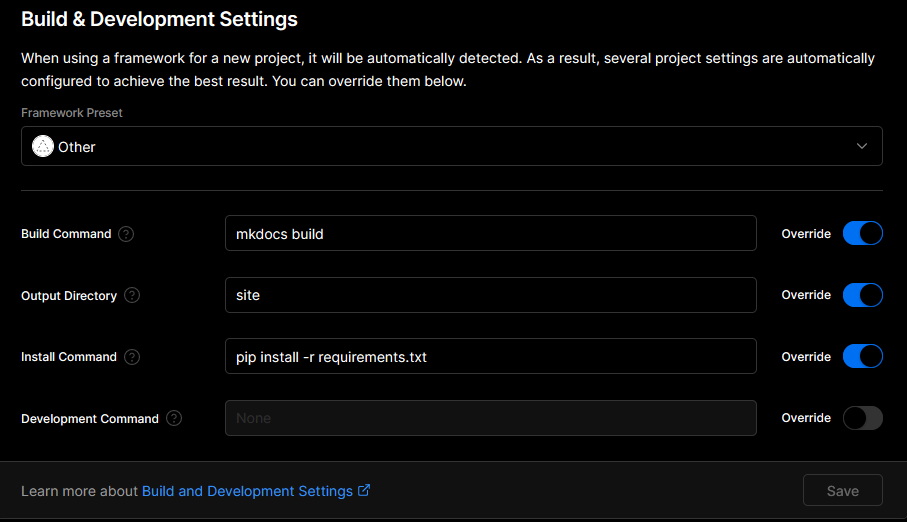 Build & Development Settings
When using a framework for a new project, it will be automatically detected. As a result, several project settings are automatically
configured to achieve the best result. You can override them below.
Framework Preset
Other
Build Command ?
mkdocs build
Override
Output Directory ?
site
Override
Install Command ?
pip install -r requirements.txt
Override
Development Command ?
None
Override
Learn more about Build and Development Settings
Save